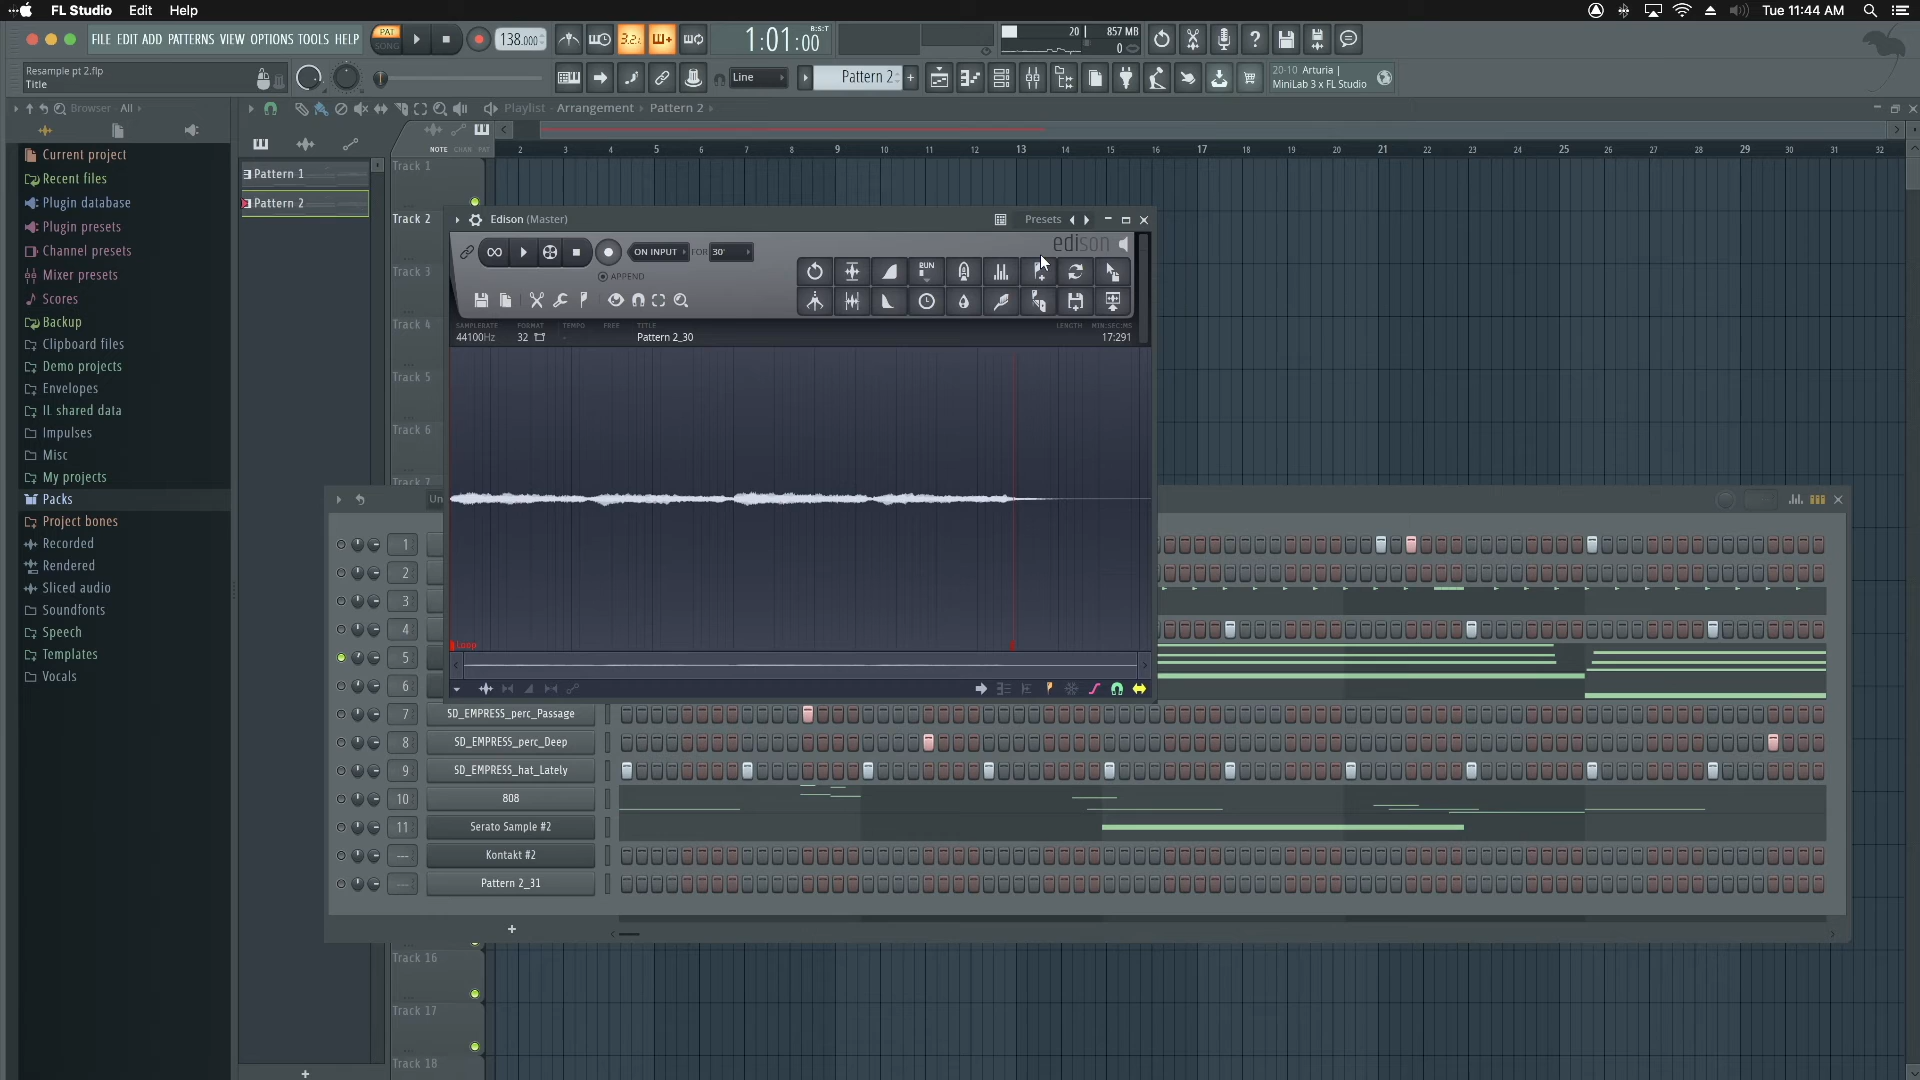 FL Studio Edit Help
Tue 11:44 AM
FILE EDIT ADD PATTERNS VIEW OPTIONS TOOLS HELP
PAT
SONG
138.000
3.2.
1:01:00
B:S:T
20
857 MB
0
Resample pt 2.flp
Title
Line
Pattern 2
20-10 Arturia |
MiniLab 3 x FL Studio
Browser - All
Playlist - Arrangement › Pattern 2
NOTE CHAN PAT
2 3 4 5 6 7 8 9 10 11 12 13 14 15 16 17 18 19 20 21 22 23 24 25 26 27 28 29 30 31 32
Current project
Recent files
Plugin database
Plugin presets
Channel presets
Mixer presets
Scores
Backup
Clipboard files
Demo projects
Envelopes
IL shared data
Impulses
Misc
My projects
Packs
Project bones
Recorded
Rendered
Sliced audio
Soundfonts
Speech
Templates
Vocals
Pattern 1
Pattern 2
Track 1
Track 2
Track 3
Track 4
Track 5
Track 6
Track 7
Track 16
Track 17
Track 18
Edison (Master)
Presets
edison
ON INPUT
FOR
30'
APPEND
RUN
SAMPLERATE
FORMAT
TEMPO
FREE
TITLE
LENGTH
MIN:SEC:MS
44100Hz
32
-
Pattern 2_30
17:291
Loop
Un
1
2
3
4
5
6
7 SD_EMPRESS_perc_Passage
8 SD_EMPRESS_perc_Deep
9 SD_EMPRESS_hat_Lately
10 808
11 Serato Sample #2
--- Kontakt #2
--- Pattern 2_31
+
+